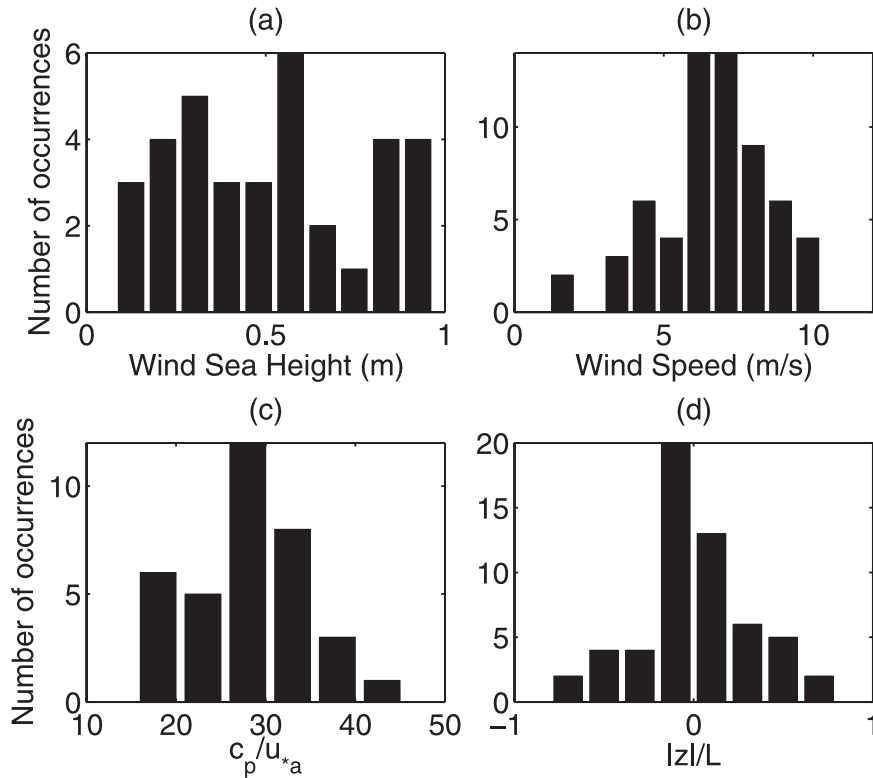 (a)
Number of occurrences
6
4
2
0
0 0.5 1
Wind Sea Height (m)
(b)
10
5
0
0 5 10
Wind Speed (m/s)
(c)
Number of occurrences
10
5
0
10 20 30 40 50
c_p/u_{*a}
(d)
20
15
10
5
0
−1 0 1
|z|/L